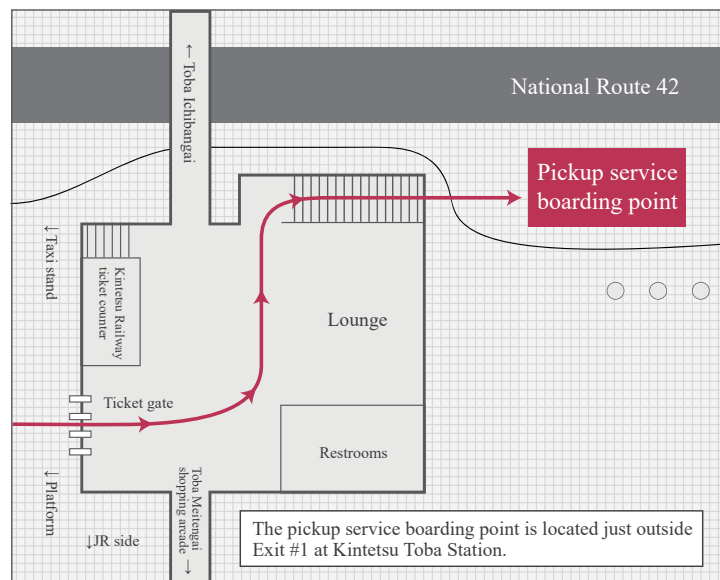 ← Toba Ichibangai
National Route 42
Pickup service
boarding point
↓ Taxi stand
Kintetsu Railway
ticket counter
Lounge
Ticket gate
Restrooms
↓ Platform
↓JR side
Toba Meitengai
shopping arcade →
The pickup service boarding point is located just outside
Exit #1 at Kintetsu Toba Station.